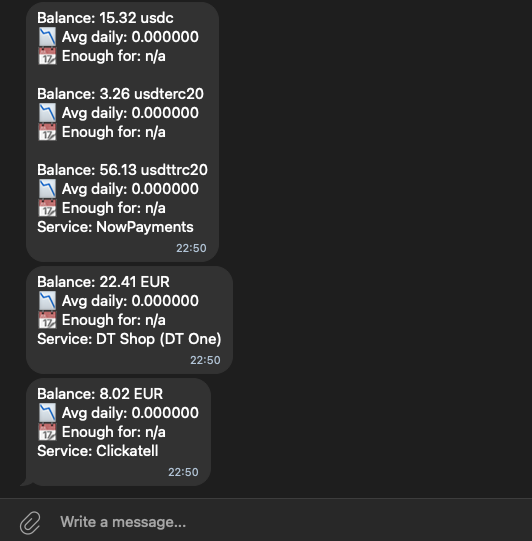 Balance: 15.32 usdc
📉 Avg daily: 0.000000
📅 Enough for: n/a
Balance: 3.26 usdterc20
📉 Avg daily: 0.000000
📅 Enough for: n/a
Balance: 56.13 usdttrc20
📉 Avg daily: 0.000000
📅 Enough for: n/a
Service: NowPayments
22:50
Balance: 22.41 EUR
📉 Avg daily: 0.000000
📅 Enough for: n/a
Service: DT Shop (DT One)
22:50
Balance: 8.02 EUR
📉 Avg daily: 0.000000
📅 Enough for: n/a
Service: Clickatell
22:50
Write a message...